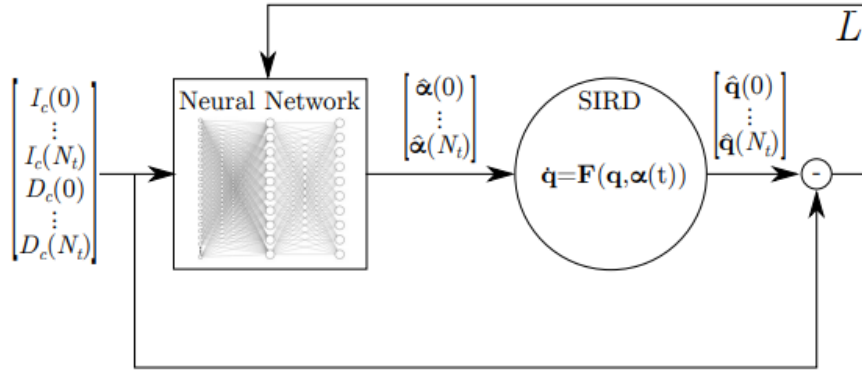 L
I_c(0)
⋮
I_c(N_t)
D_c(0)
⋮
D_c(N_t)
Neural Network
α̂(0)
⋮
α̂(N_t)
SIRD
q̇=F(q,α(t))
q̂(0)
⋮
q̂(N_t)
-